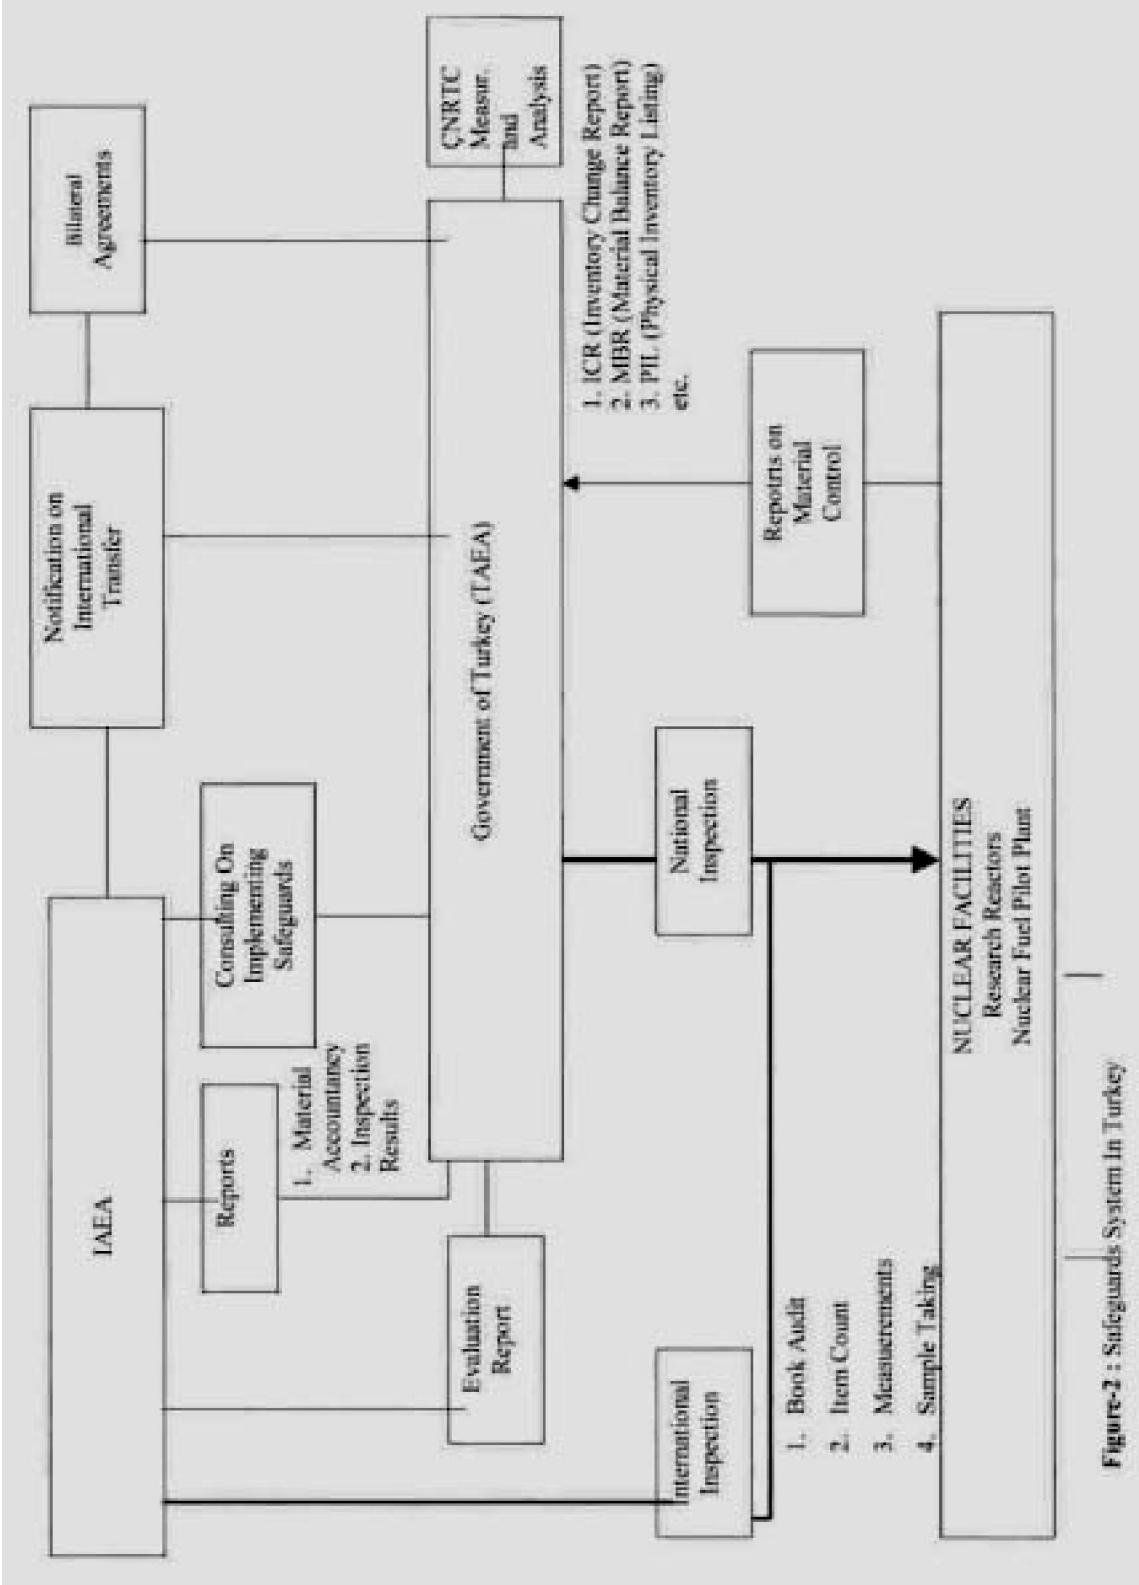 IAEA
Notification on
International
Transfer
Bilateral
Agreements
Reports
Consulting On
Implementing
Safeguards
1. Material
Accountancy
2. Inspection
Results
Evaluation
Report
Government of Turkey (TAEA)
ÇNRTC
Measur.
and
Analysis
1. ICR (Inventory Change Report)
2. MBR (Material Balance Report)
3. PIL (Physical Inventory Listing)
etc.
International
Inspection
National
Inspection
Repotrts on
Material
Control
1. Book Audit
2. Item Count
3. Measuerements
4. Sample Taking
NUCLEAR FACILITIES
Research Reactors
Nuclear Fuel Pilot Plant
Figure-2 : Safeguards System In Turkey